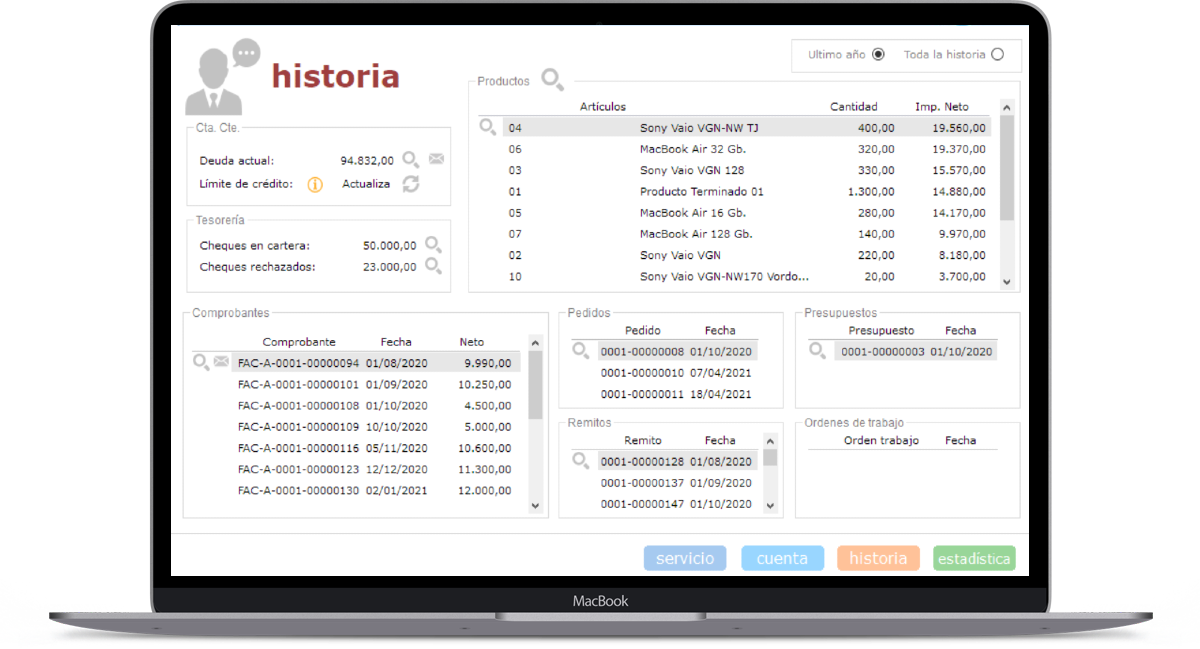 historia
Ultimo año Toda la historia
Cta. Cte.
Deuda actual: 94.832,00
Límite de crédito: Actualiza
Tesorería
Cheques en cartera: 50.000,00
Cheques rechazados: 23.000,00
Productos
Artículos Cantidad Imp. Neto
04 Sony Vaio VGN-NW TJ 400,00 19.560,00
06 MacBook Air 32 Gb. 320,00 19.370,00
03 Sony Vaio VGN 128 330,00 15.570,00
01 Producto Terminado 01 1.300,00 14.880,00
05 MacBook Air 16 Gb. 280,00 14.170,00
07 MacBook Air 128 Gb. 140,00 9.970,00
02 Sony Vaio VGN 220,00 8.180,00
10 Sony Vaio VGN-NW170 Vordo... 20,00 3.700,00
Comprobantes
Comprobante Fecha Neto
FAC-A-0001-00000094 01/08/2020 9.990,00
FAC-A-0001-00000101 01/09/2020 10.250,00
FAC-A-0001-00000108 01/10/2020 4.500,00
FAC-A-0001-00000109 10/10/2020 5.000,00
FAC-A-0001-00000116 05/11/2020 10.600,00
FAC-A-0001-00000123 12/12/2020 11.300,00
FAC-A-0001-00000130 02/01/2021 12.000,00
Pedidos
Pedido Fecha
0001-00000008 01/10/2020
0001-00000010 07/04/2021
0001-00000011 18/04/2021
Presupuestos
Presupuesto Fecha
0001-00000003 01/10/2020
Remitos
Remito Fecha
0001-00000128 01/08/2020
0001-00000137 01/09/2020
0001-00000147 01/10/2020
Ordenes de trabajo
Orden trabajo Fecha
servicio cuenta historia estadística
MacBook